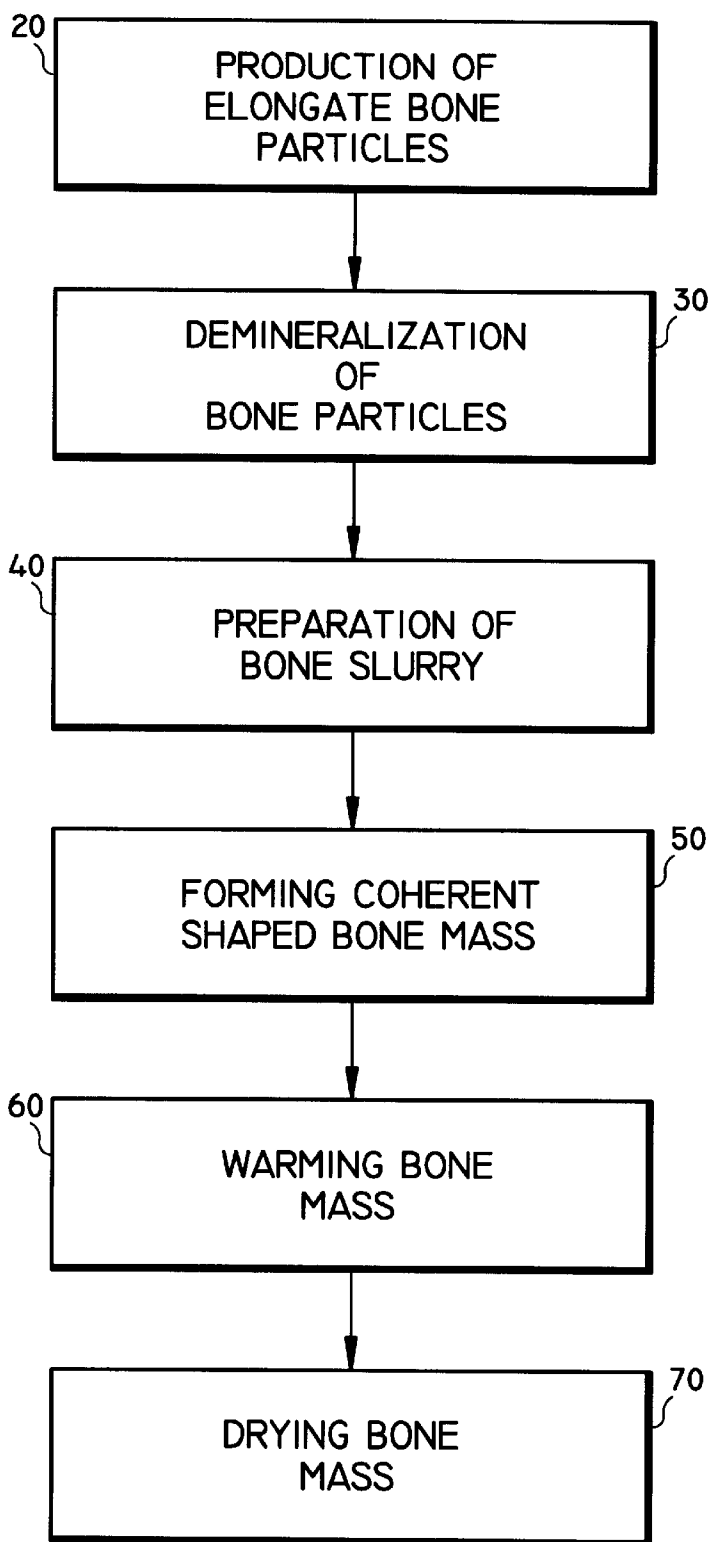 20
PRODUCTION OF
ELONGATE BONE
PARTICLES
30
DEMINERALIZATION
OF
BONE PARTICLES
40
PREPARATION OF
BONE SLURRY
50
FORMING COHERENT
SHAPED BONE MASS
60
WARMING BONE
MASS
70
DRYING BONE
MASS